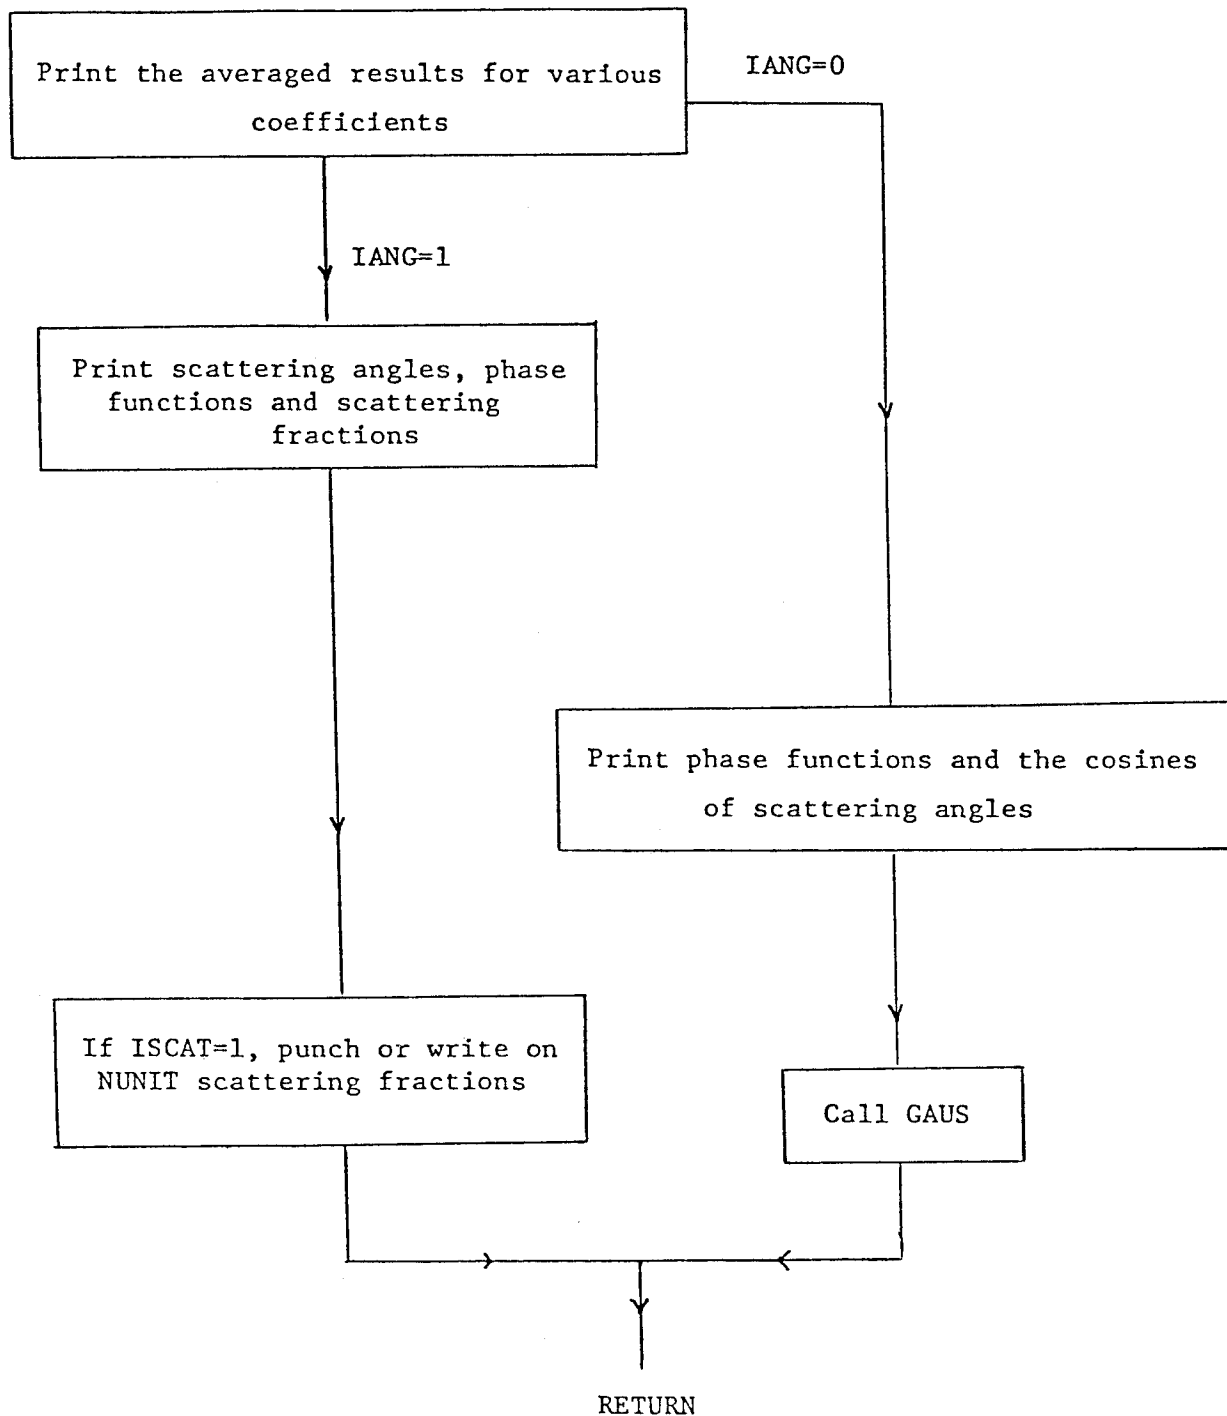 Print the averaged results for various
coefficients
IANG=0
IANG=1
Print scattering angles, phase
functions and scattering
fractions
Print phase functions and the cosines
of scattering angles
If ISCAT=1, punch or write on
NUNIT scattering fractions
Call GAUS
RETURN